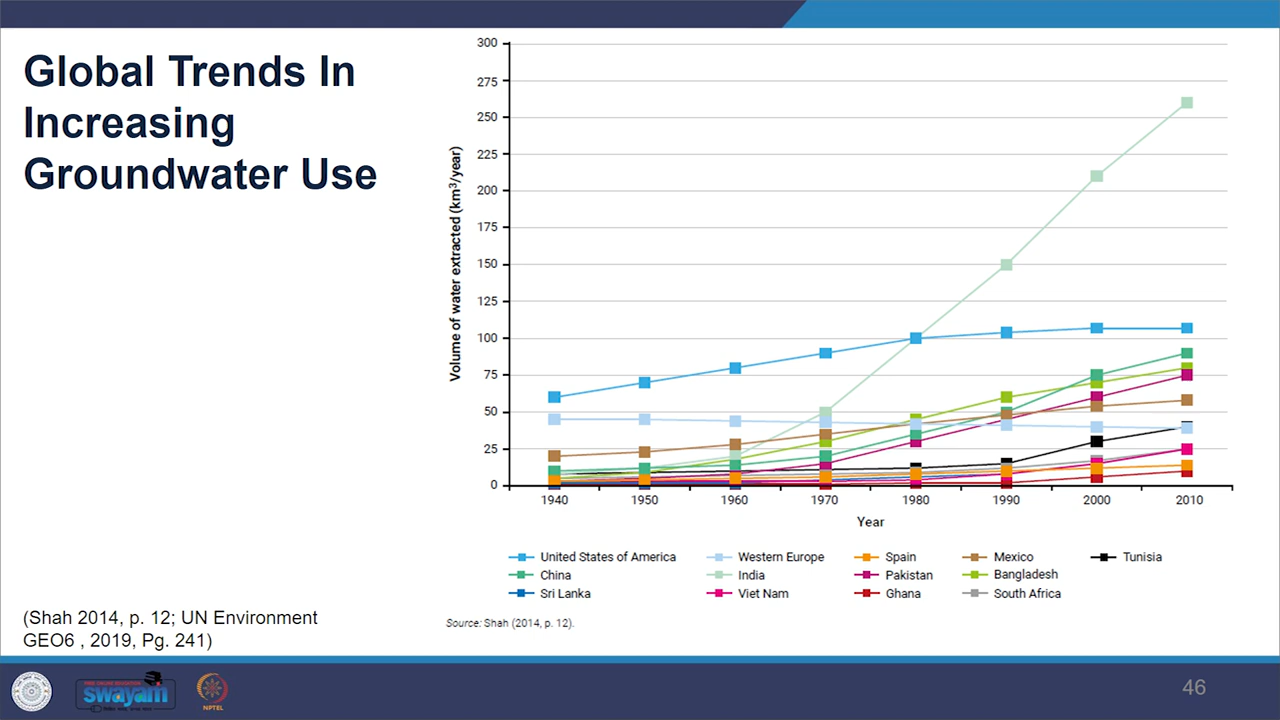 Global Trends In
Increasing
Groundwater Use
300
275
250
225
200
175
150
125
100
75
50
25
0
Volume of water extracted (km³/year)
1940 1950 1960 1970 1980 1990 2000 2010
Year
United States of America Western Europe Spain Mexico Tunisia
China India Pakistan Bangladesh
Sri Lanka Viet Nam Ghana South Africa
Source: Shah (2014, p. 12).
(Shah 2014, p. 12; UN Environment
GEO6 , 2019, Pg. 241)
swayam
NPTEL
46